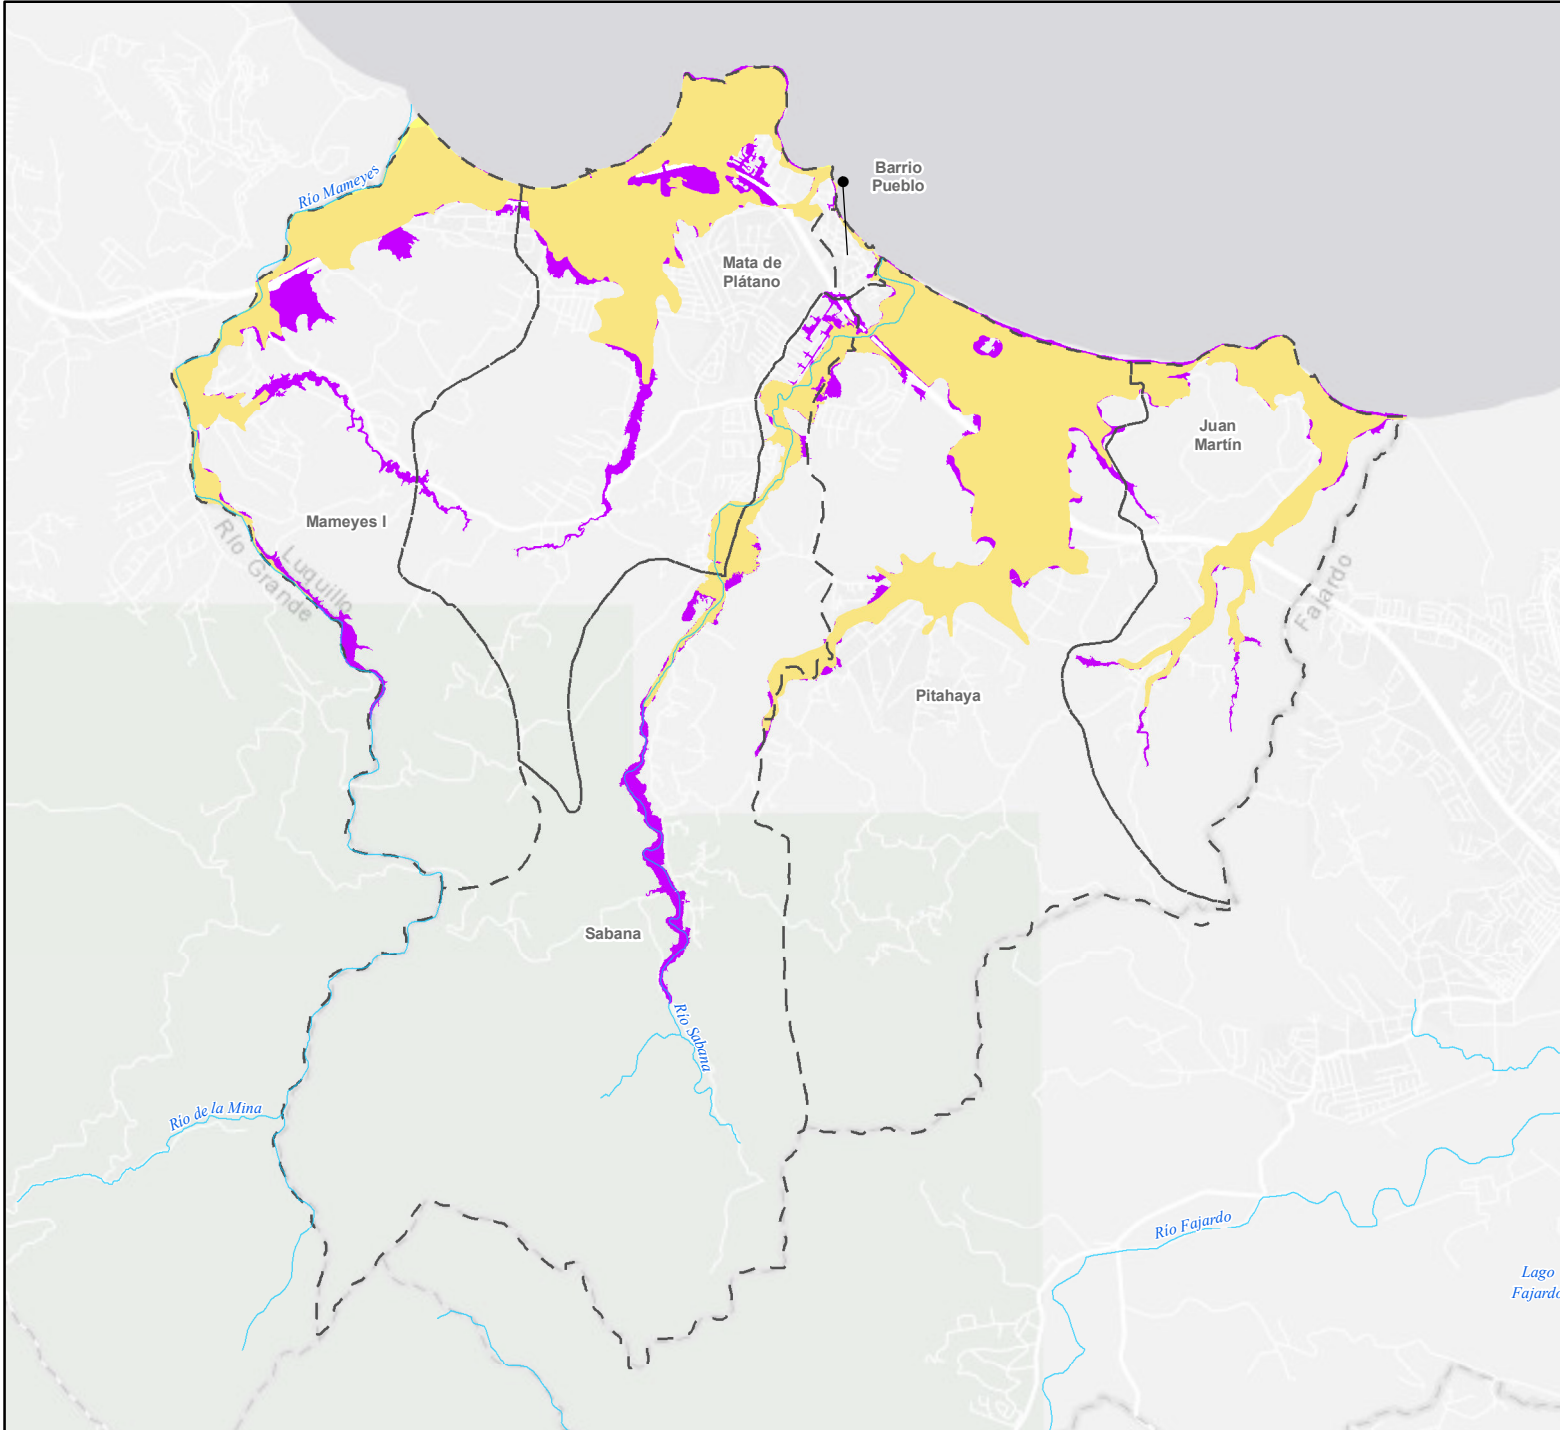 Barrio
Pueblo
Río Mameyes
Mata de
Plátano
Juan
Martín
Mameyes I
Luquillo
Río Grande
Fajardo
Pitahaya
Sabana
Río Sabana
Río de la Mina
Río Fajardo
Lago
Fajardo